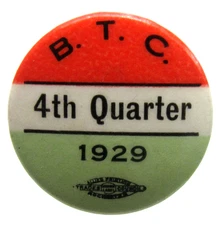 B. T. C.
4th Quarter
1929